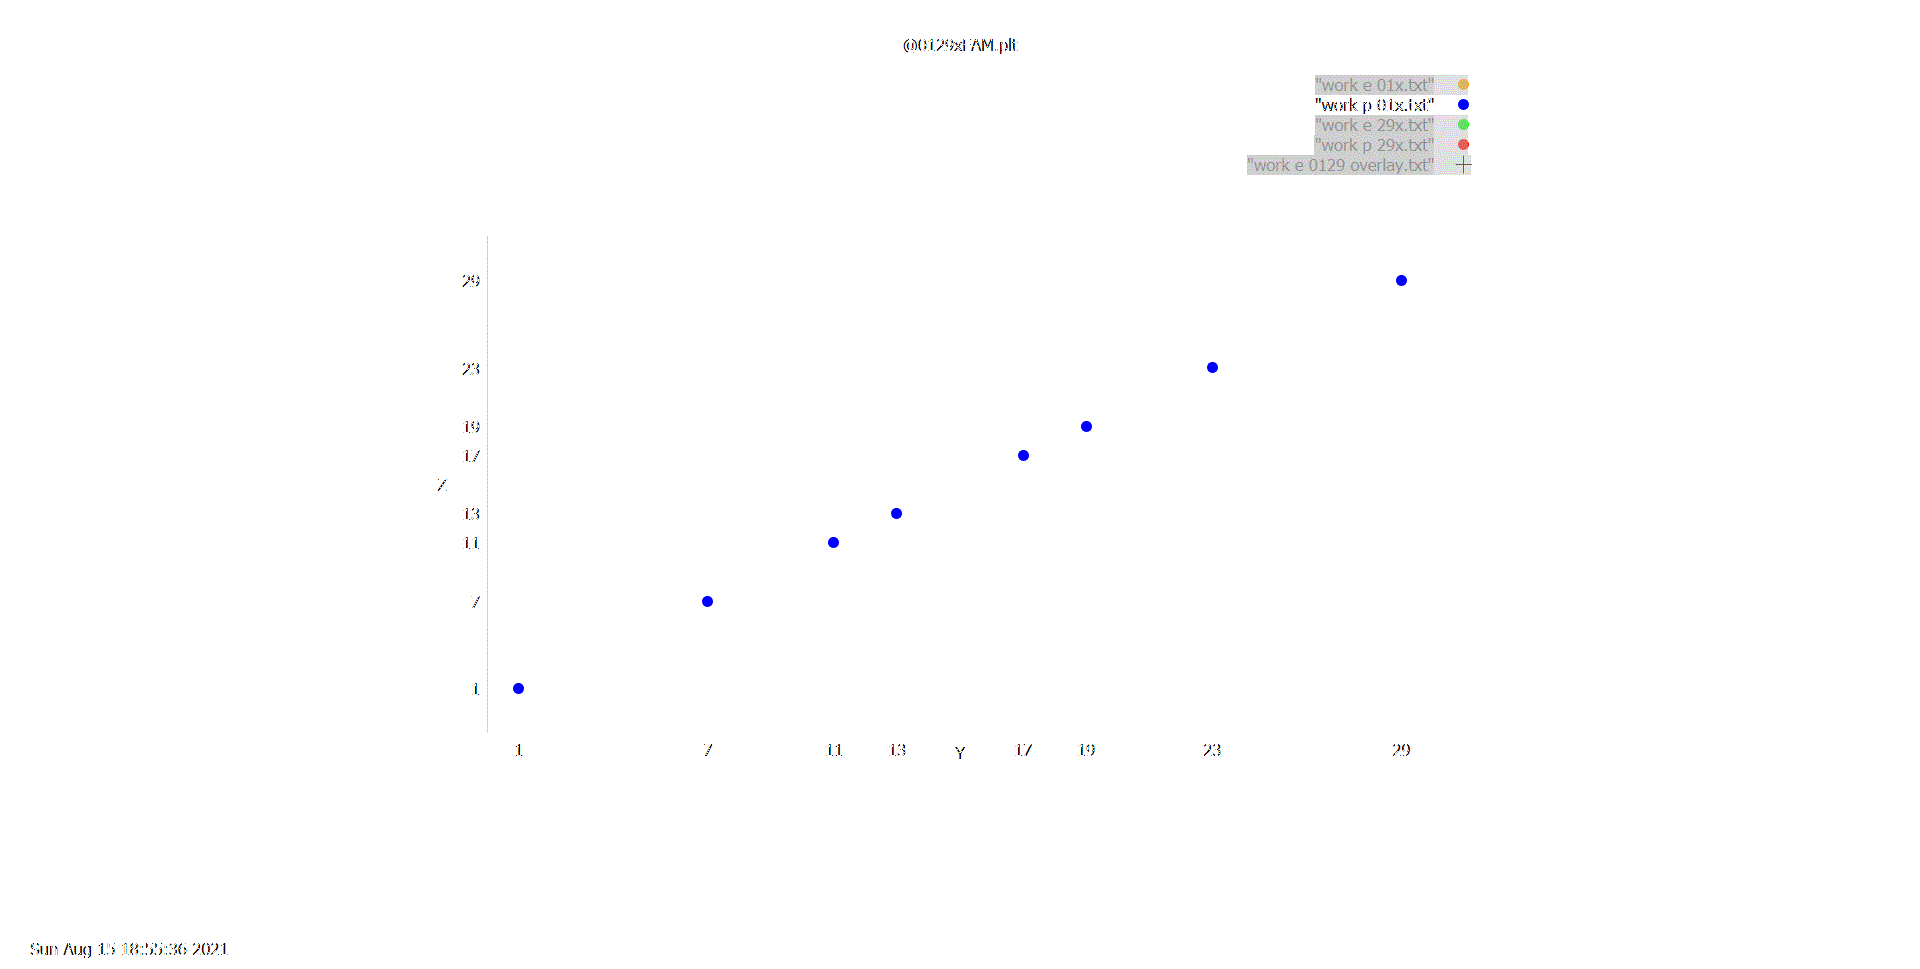 @0129xFAM.plt
"work e 01x.txt"
"work p 01x.txt"
"work e 29x.txt"
"work p 29x.txt"
"work e 0129 overlay.txt"
29
23
19
17
Z
13
11
7
1
1 7 11 13 Y 17 19 23 29
Sun Aug 15 18:55:36 2021